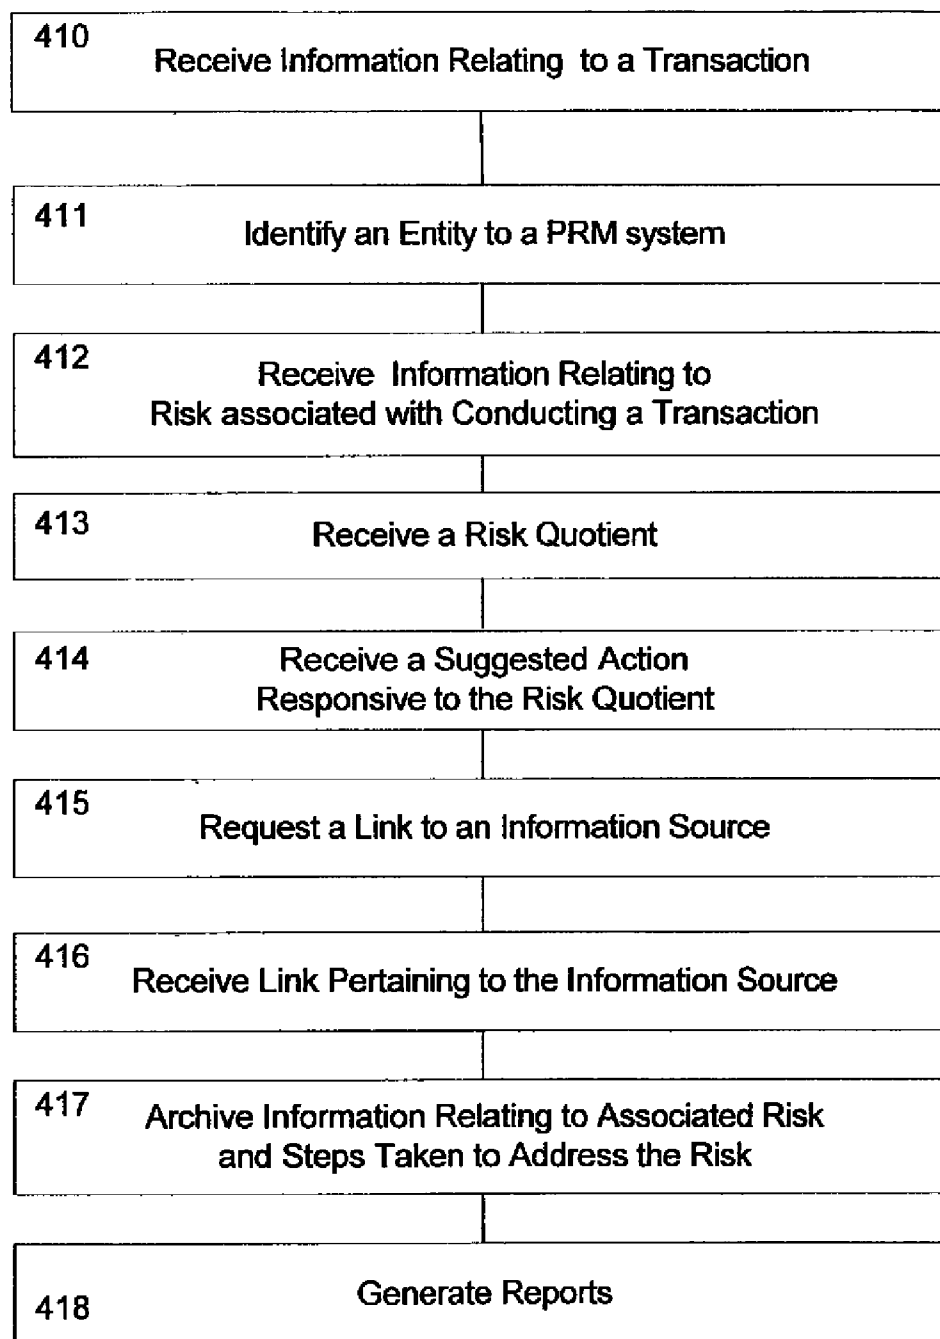 410
Receive Information Relating to a Transaction
411
Identify an Entity to a PRM system
412
Receive Information Relating to
Risk associated with Conducting a Transaction
413
Receive a Risk Quotient
414
Receive a Suggested Action
Responsive to the Risk Quotient
415
Request a Link to an Information Source
416
Receive Link Pertaining to the Information Source
417
Archive Information Relating to Associated Risk
and Steps Taken to Address the Risk
418
Generate Reports